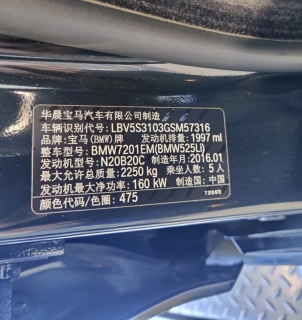 华晨宝马汽车有限公司制造
车辆识别代号 LBV5S3103GSM57316
品牌: 宝马(BMW)牌 发动机排量: 1997 ml
整车型号: BMW7201EM(BMW525Li)
发动机型号: N20B20C 制造年月: 2016.01
最大允许总质量: 2250 kg 乘坐人数: 5 人
发动机最大净功率: 160 kW 制造国: 中国
颜色代码/色圈: 475